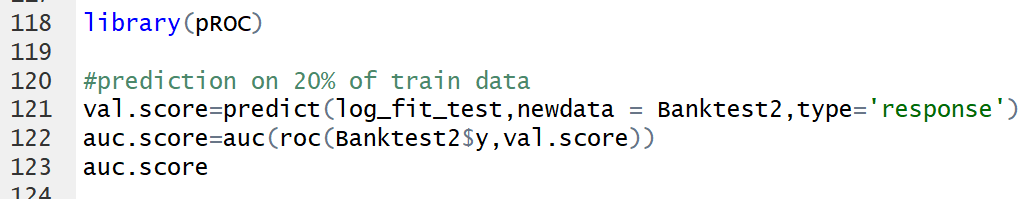 118 library(pROC)
119
120 #prediction on 20% of train data
121 val.score=predict(log_fit_test,newdata = Banktest2,type='response')
122 auc.score=auc(roc(Banktest2$y,val.score))
123 auc.score
124